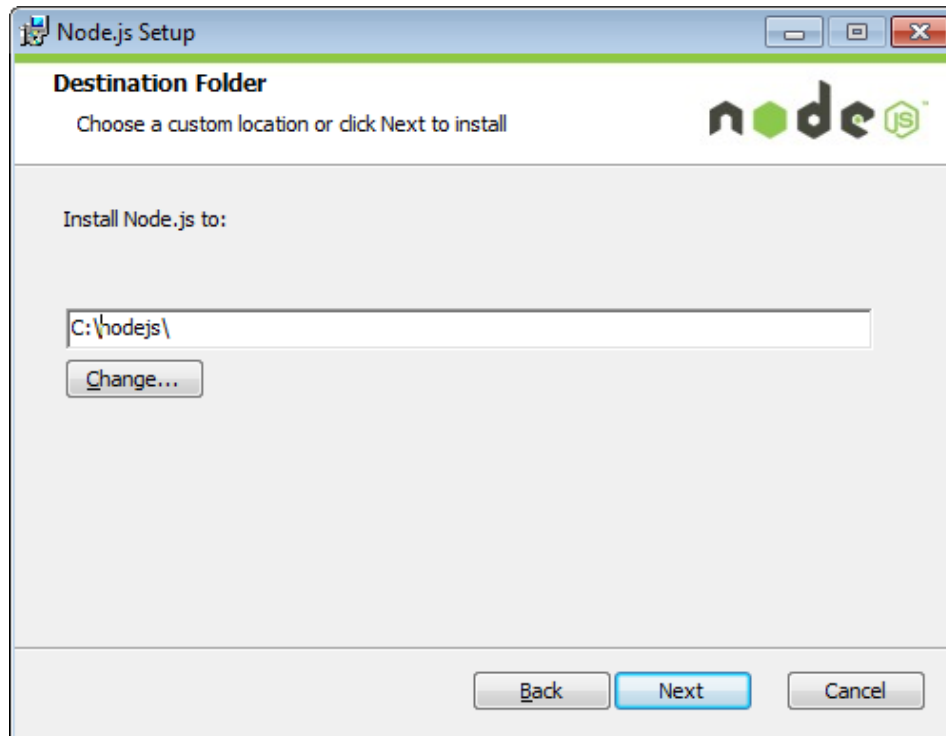 Node.js Setup
Destination Folder
Choose a custom location or click Next to install
node JS™
Install Node.js to:
C:\nodejs\
Change...
Back
Next
Cancel